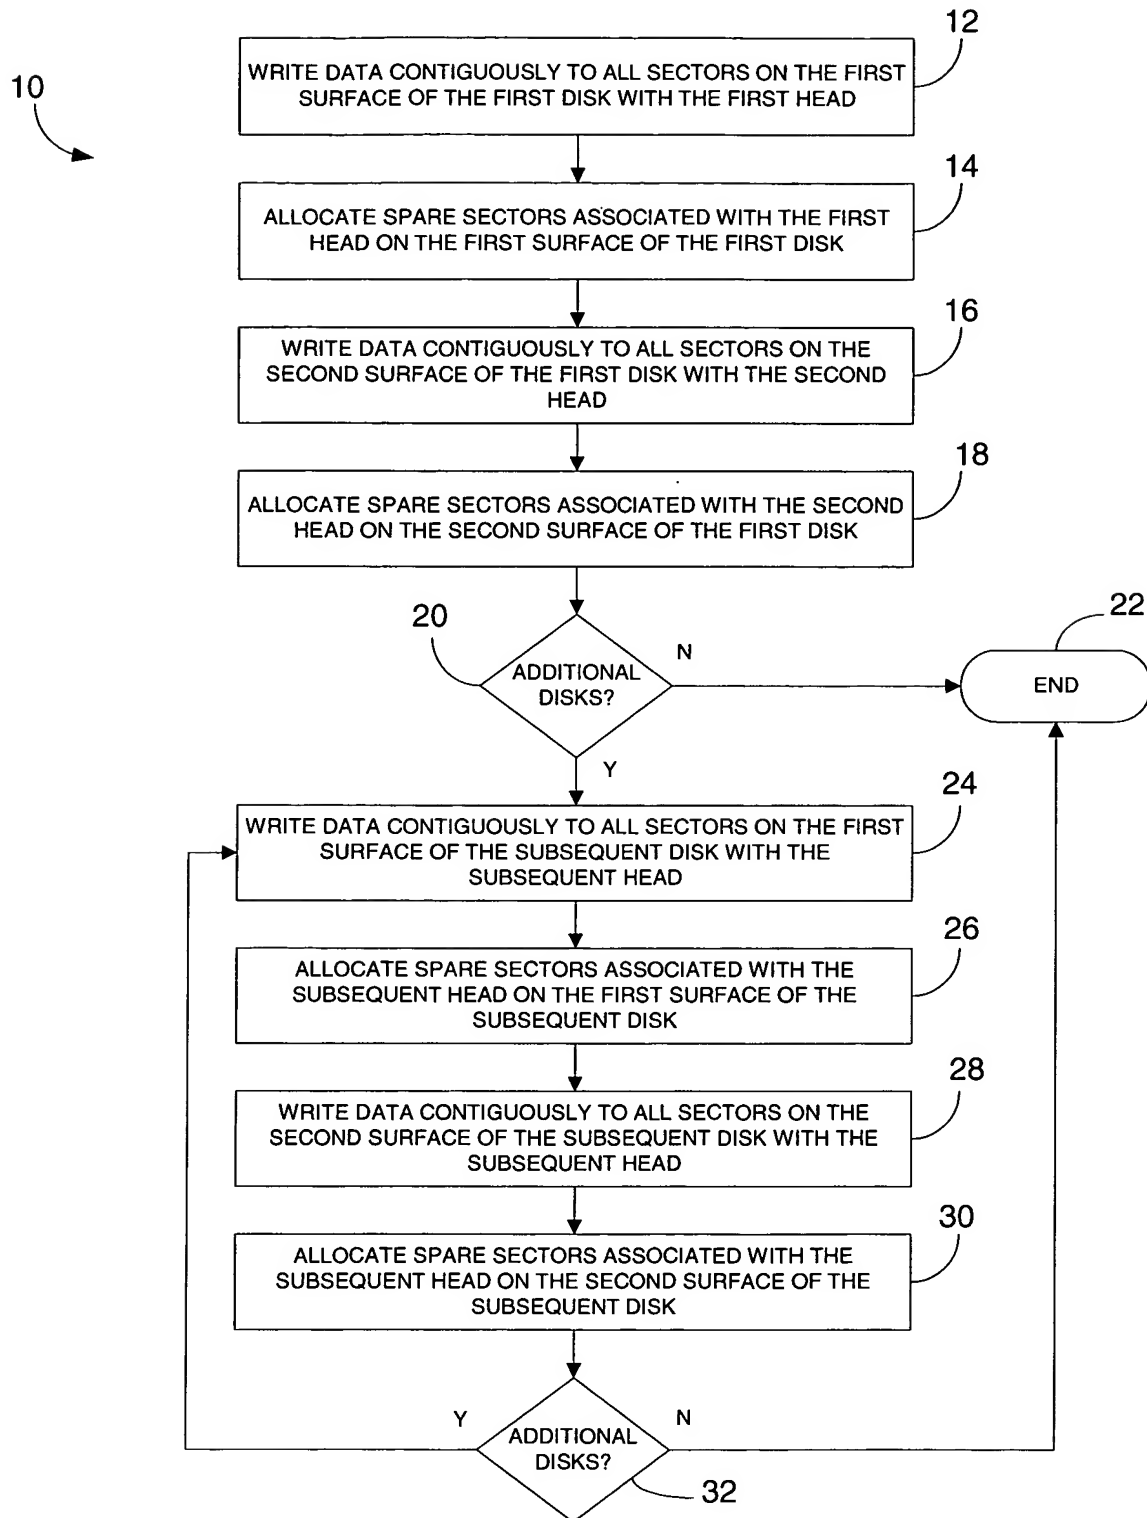 12
10
WRITE DATA CONTIGUOUSLY TO ALL SECTORS ON THE FIRST
SURFACE OF THE FIRST DISK WITH THE FIRST HEAD
14
ALLOCATE SPARE SECTORS ASSOCIATED WITH THE FIRST
HEAD ON THE FIRST SURFACE OF THE FIRST DISK
16
WRITE DATA CONTIGUOUSLY TO ALL SECTORS ON THE
SECOND SURFACE OF THE FIRST DISK WITH THE SECOND
HEAD
18
ALLOCATE SPARE SECTORS ASSOCIATED WITH THE SECOND
HEAD ON THE SECOND SURFACE OF THE FIRST DISK
20
22
ADDITIONAL
DISKS?
N
END
Y
24
WRITE DATA CONTIGUOUSLY TO ALL SECTORS ON THE FIRST
SURFACE OF THE SUBSEQUENT DISK WITH THE
SUBSEQUENT HEAD
26
ALLOCATE SPARE SECTORS ASSOCIATED WITH THE
SUBSEQUENT HEAD ON THE FIRST SURFACE OF THE
SUBSEQUENT DISK
28
WRITE DATA CONTIGUOUSLY TO ALL SECTORS ON THE
SECOND SURFACE OF THE SUBSEQUENT DISK WITH THE
SUBSEQUENT HEAD
30
ALLOCATE SPARE SECTORS ASSOCIATED WITH THE
SUBSEQUENT HEAD ON THE SECOND SURFACE OF THE
SUBSEQUENT DISK
Y
N
ADDITIONAL
DISKS?
32